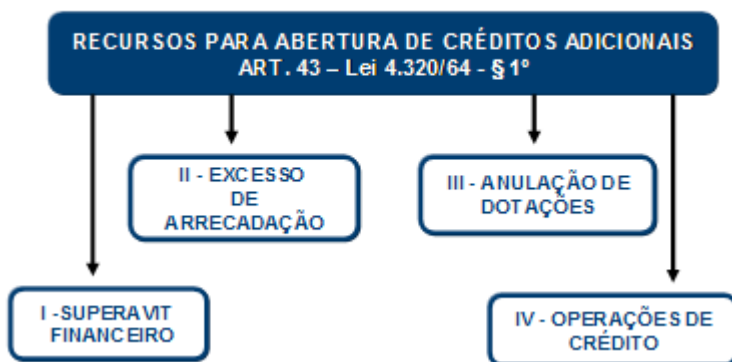 RECURSOS PARA ABERTURA DE CRÉDITOS ADICIONAIS
ART. 43 – Lei 4.320/64 - § 1º
II - EXCESSO
DE
ARRECADAÇÃO
III - ANULAÇÃO DE
DOTAÇÕES
I -SUPERAVIT
FINANCEIRO
IV - OPERAÇÕES DE
CRÉDITO